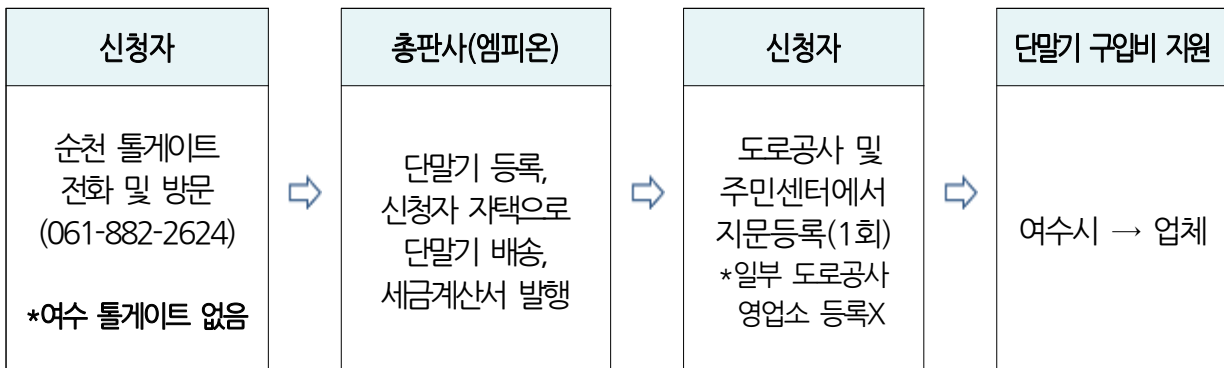 신청자
순천 톨게이트
전화 및 방문
(061-882-2624)
*여수 톨게이트 없음
⇨
총판사(엠피온)
단말기 등록,
신청자 자택으로
단말기 배송,
세금계산서 발행
⇨
신청자
도로공사 및
주민센터에서
지문등록(1회)
*일부 도로공사
영업소 등록X
⇨
단말기 구입비 지원
여수시 → 업체